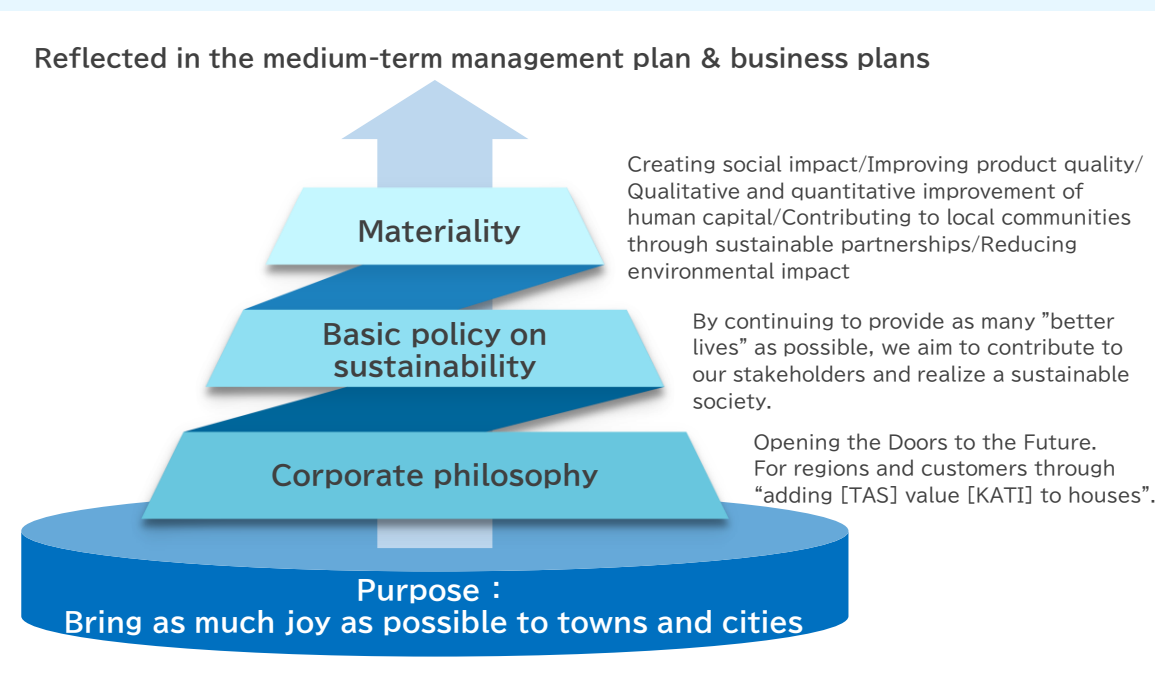 Reflected in the medium-term management plan & business plans
Materiality
Creating social impact/Improving product quality/
Qualitative and quantitative improvement of
human capital/Contributing to local communities
through sustainable partnerships/Reducing
environmental impact
Basic policy on
sustainability
By continuing to provide as many ”better
lives” as possible, we aim to contribute to
our stakeholders and realize a sustainable
society.
Corporate philosophy
Opening the Doors to the Future.
For regions and customers through
“adding [TAS] value [KATI] to houses”.
Purpose：
Bring as much joy as possible to towns and cities